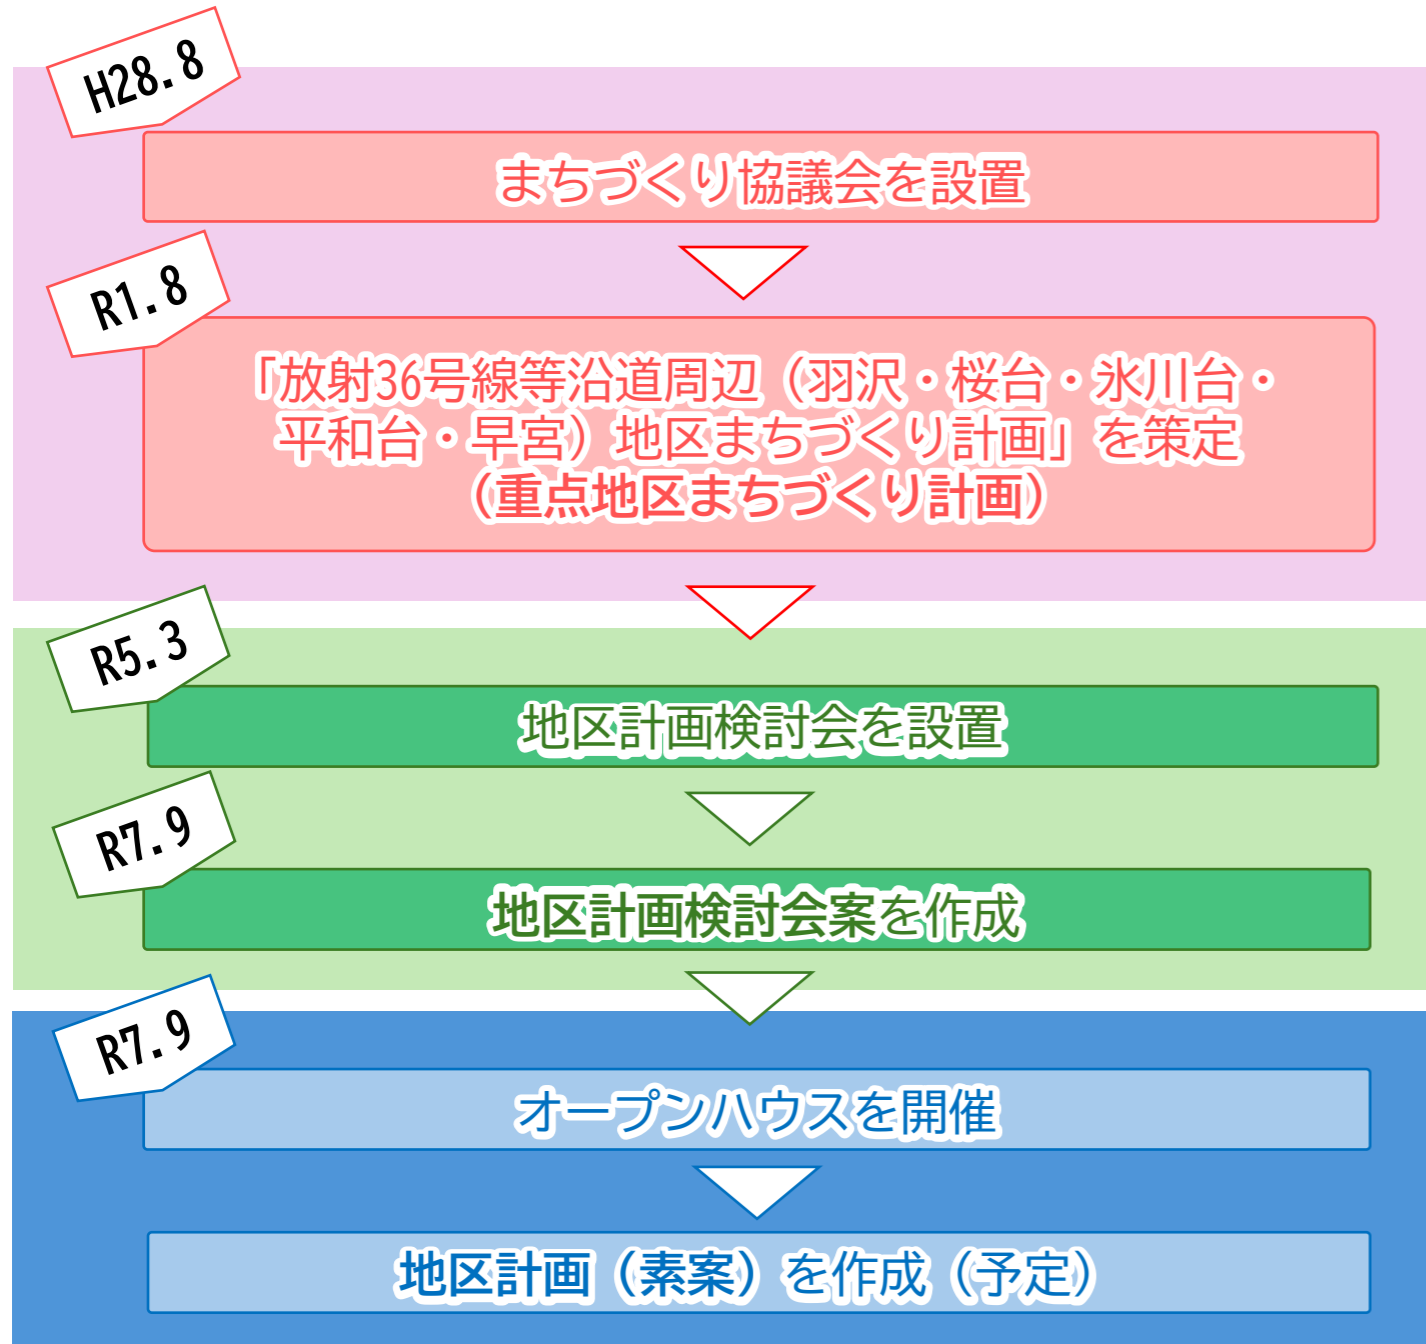 H28.8
まちづくり協議会を設置
R1.8
「放射36号線等沿道周辺（羽沢・桜台・氷川台・
平和台・早宮）地区まちづくり計画」を策定
（重点地区まちづくり計画）
R5.3
地区計画検討会を設置
R7.9
地区計画検討会案を作成
R7.9
オープンハウスを開催
地区計画（素案）を作成（予定）